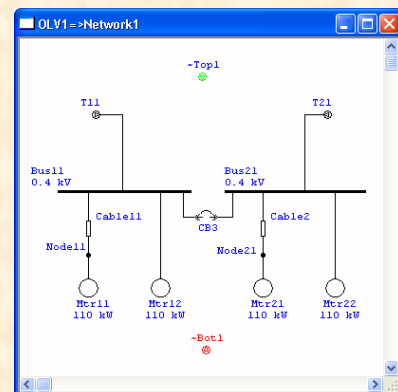 OLV1=>Network1
~Top1
T11
T21
Bus11
0.4 kV
Bus21
0.4 kV
Cable11
CB3
Cable2
Node11
Node21
Mtr11
110 kW
Mtr12
110 kW
Mtr21
110 kW
Mtr22
110 kW
~Bot1